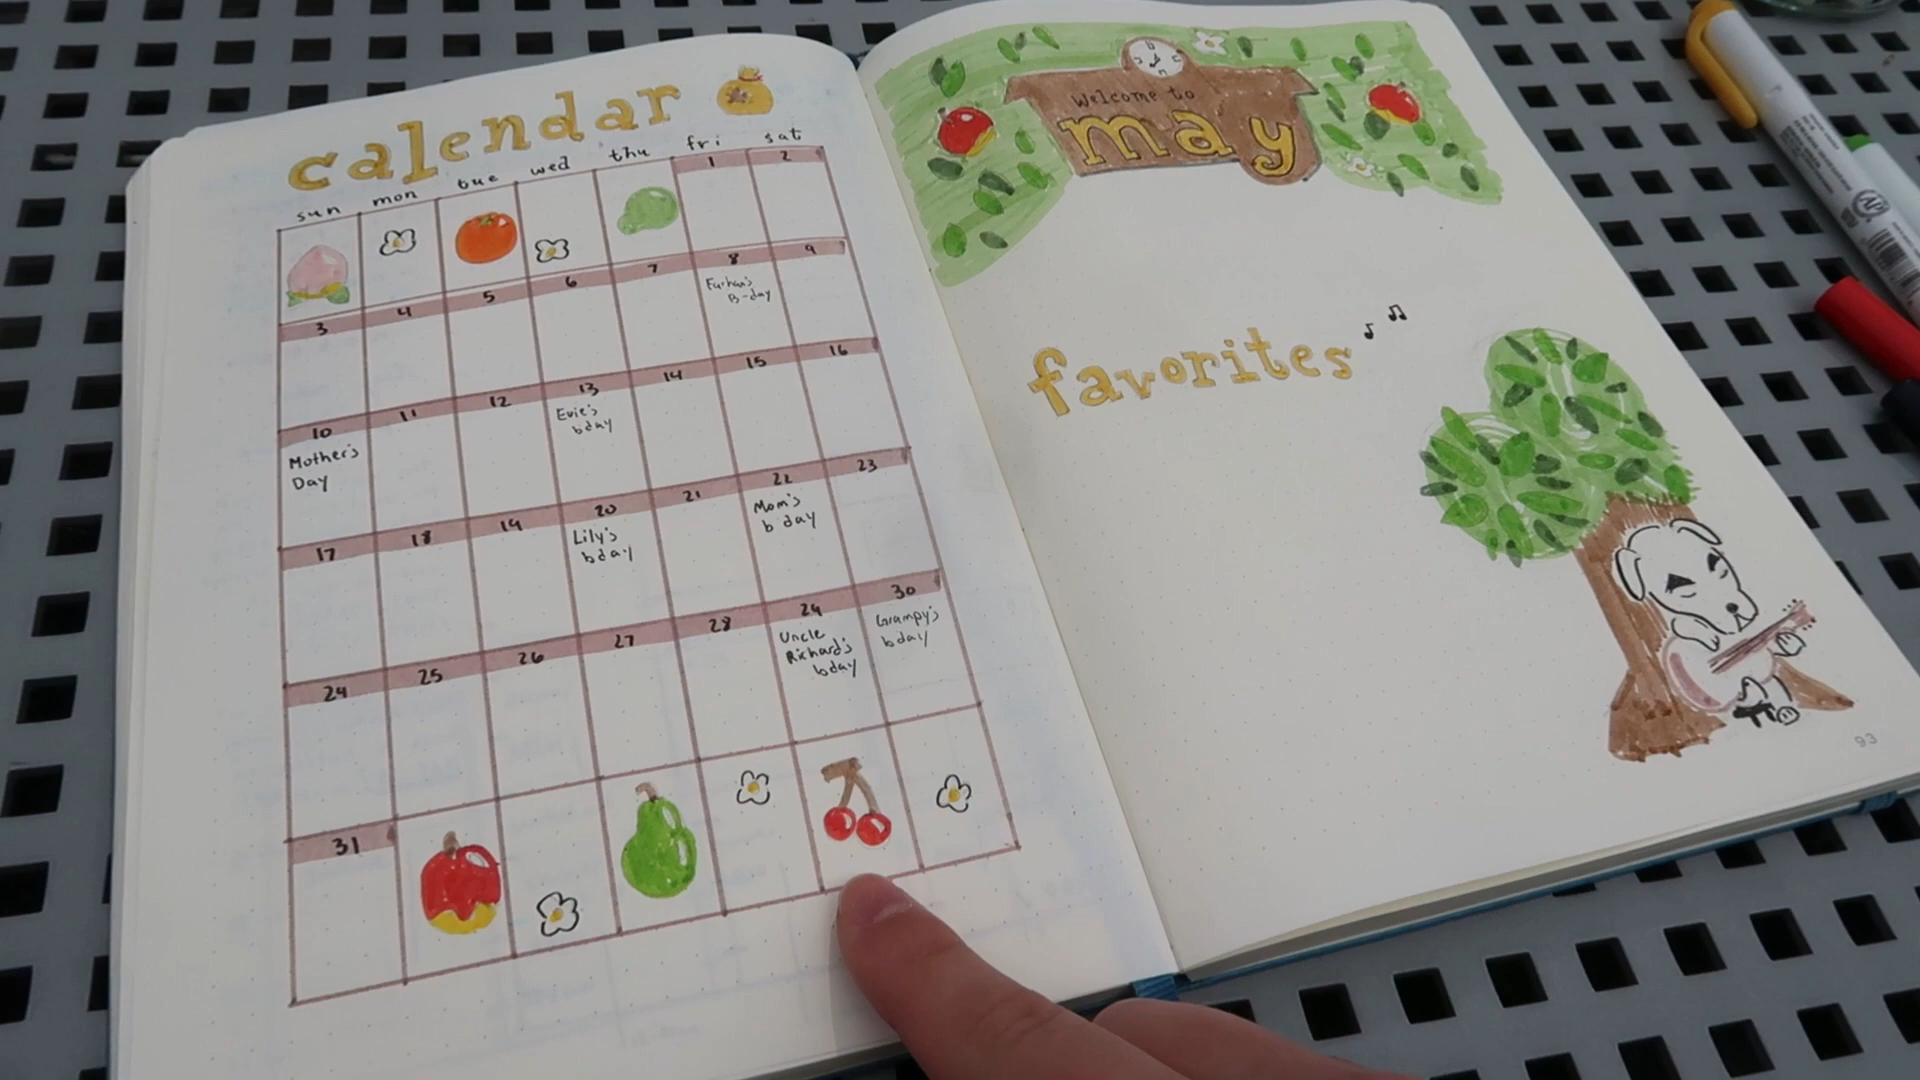 calendar
sun mon tue wed thu fri sat
1 2
3 4 5 6 7 8 9
B-day
10 11 12 13 14 15 16
Mother's
Day
Evie's
bday
17 18 19 20 21 22 23
Lily's
bday
Mom's
b day
24 25 26 27 28 29 30
Uncle
Richard's
bday
Grampy's
bday
31
Welcome to
may
favorites
93
AP